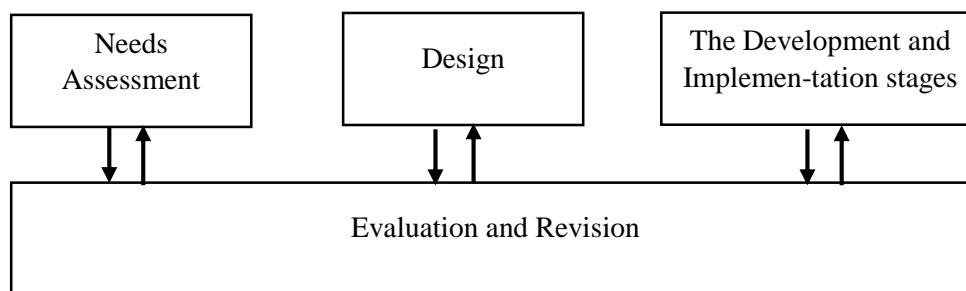 Needs
Assessment
Design
The Development and
Implemen-tation stages
Evaluation and Revision